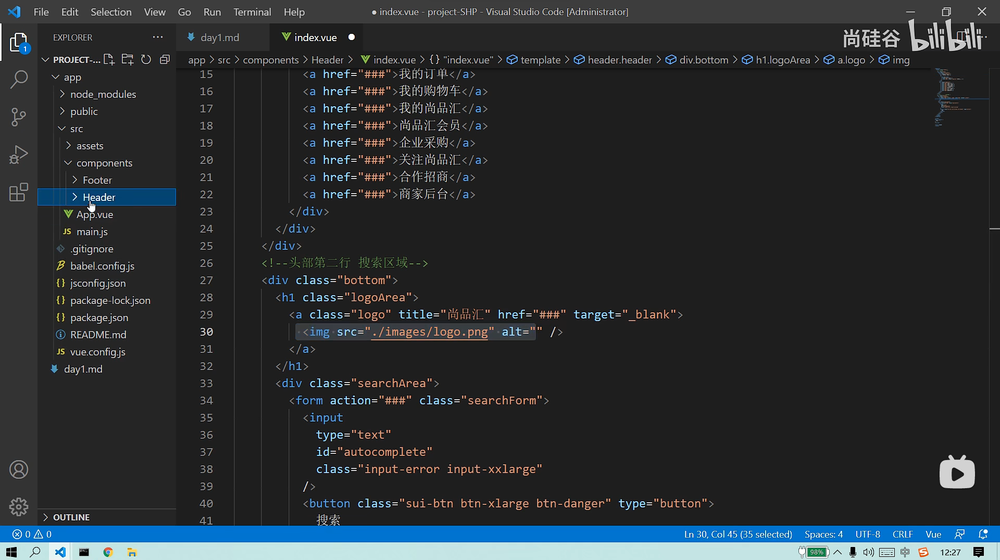 File Edit Selection View Go Run Terminal Help
● index.vue - project-SHP - Visual Studio Code [Administrator]
尚硅谷 bilibili
EXPLORER
day1.md
index.vue
PROJECT-...
app > src > components > Header > index.vue > {} "index.vue" > template > header.header > div.bottom > h1.logoArea > a.logo > img
app
node_modules
public
src
assets
components
Footer
Header
App.vue
main.js
.gitignore
babel.config.js
jsconfig.json
package-lock.json
package.json
README.md
vue.config.js
day1.md
OUTLINE
1
15 <a href="###">我的订单</a>
16 <a href="###">我的购物车</a>
17 <a href="###">我的尚品汇</a>
18 <a href="###">尚品汇会员</a>
19 <a href="###">企业采购</a>
20 <a href="###">关注尚品汇</a>
21 <a href="###">合作招商</a>
22 <a href="###">商家后台</a>
23 </div>
24 </div>
25 </div>
26 <!--头部第二行 搜索区域-->
27 <div class="bottom">
28 <h1 class="logoArea">
29 <a class="logo" title="尚品汇" href="###" target="_blank">
30 <img src="./images/logo.png" alt="" />
31 </a>
32 </h1>
33 <div class="searchArea">
34 <form action="###" class="searchForm">
35 <input
36 type="text"
37 id="autocomplete"
38 class="input-error input-xxlarge"
39 />
40 <button class="sui-btn btn-xlarge btn-danger" type="button">
41 搜索
0 0
Ln 30, Col 45 (35 selected) Spaces: 4 UTF-8 CRLF Vue
98% 中 12:27